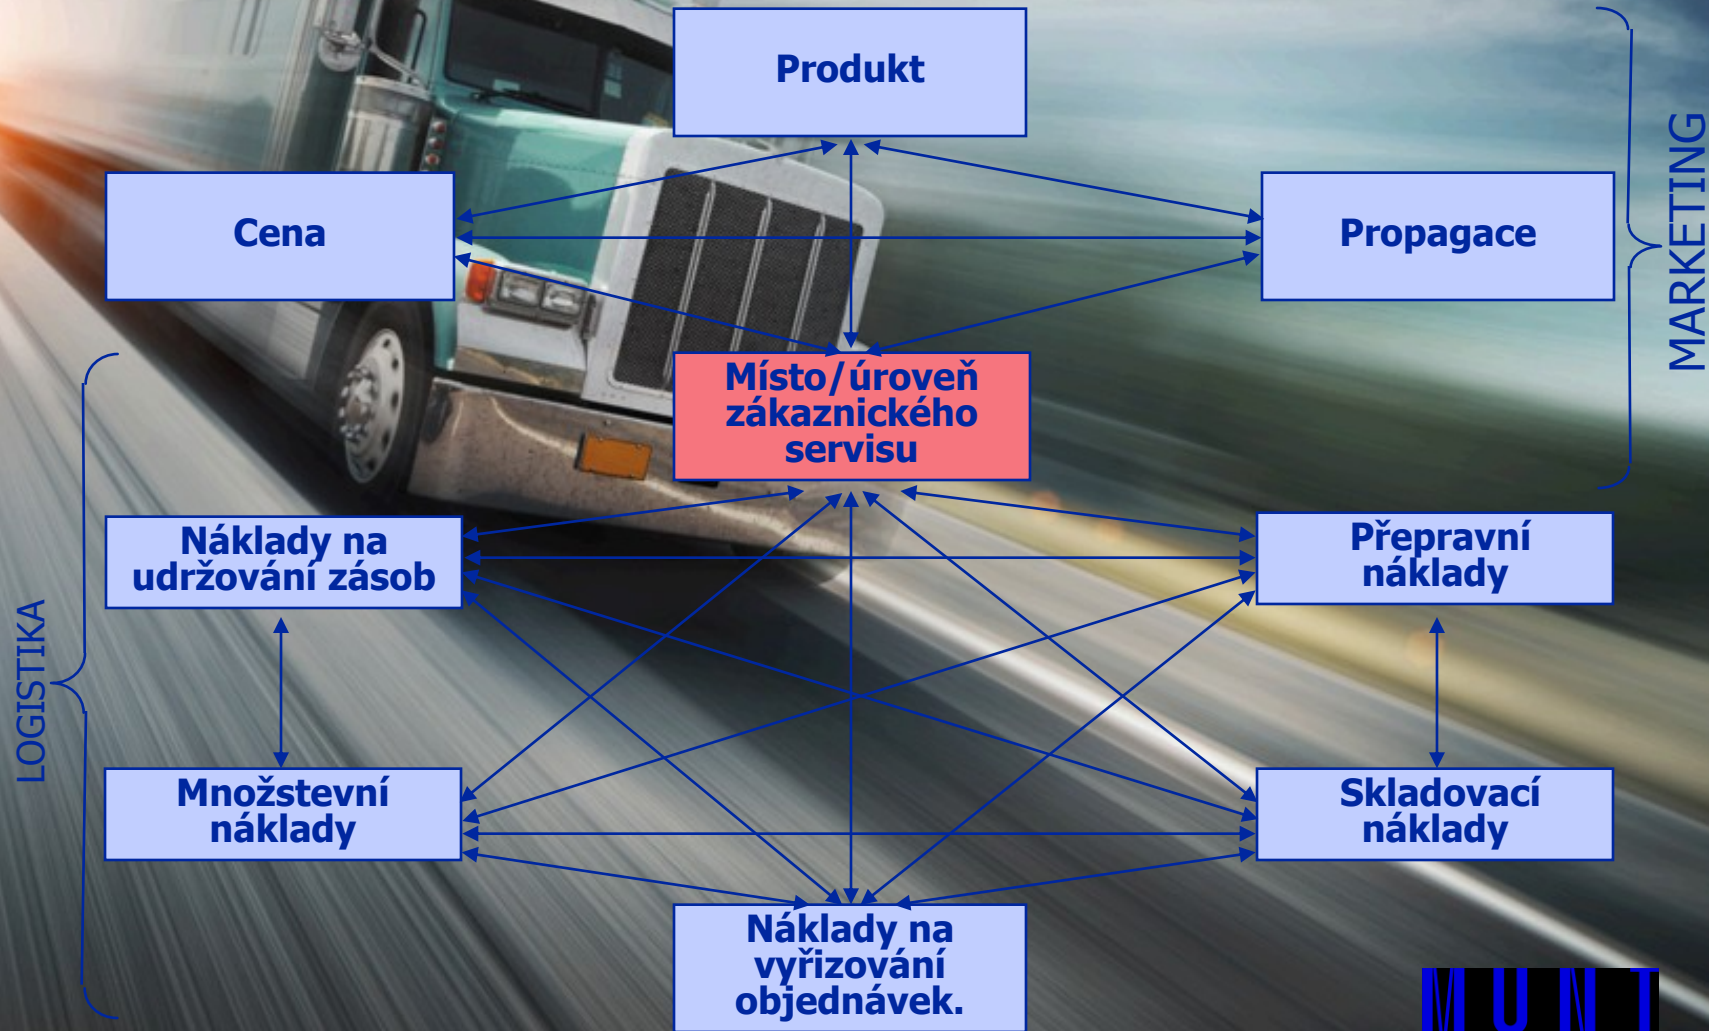 Produkt
Cena
Propagace
MARKETING
Místo/úroveň
zákaznického
servisu
Náklady na
udržování zásob
Přepravní
náklady
LOGISTIKA
Množstevní
náklady
Skladovací
náklady
Náklady na
vyřizování
objednávek.
M U N I